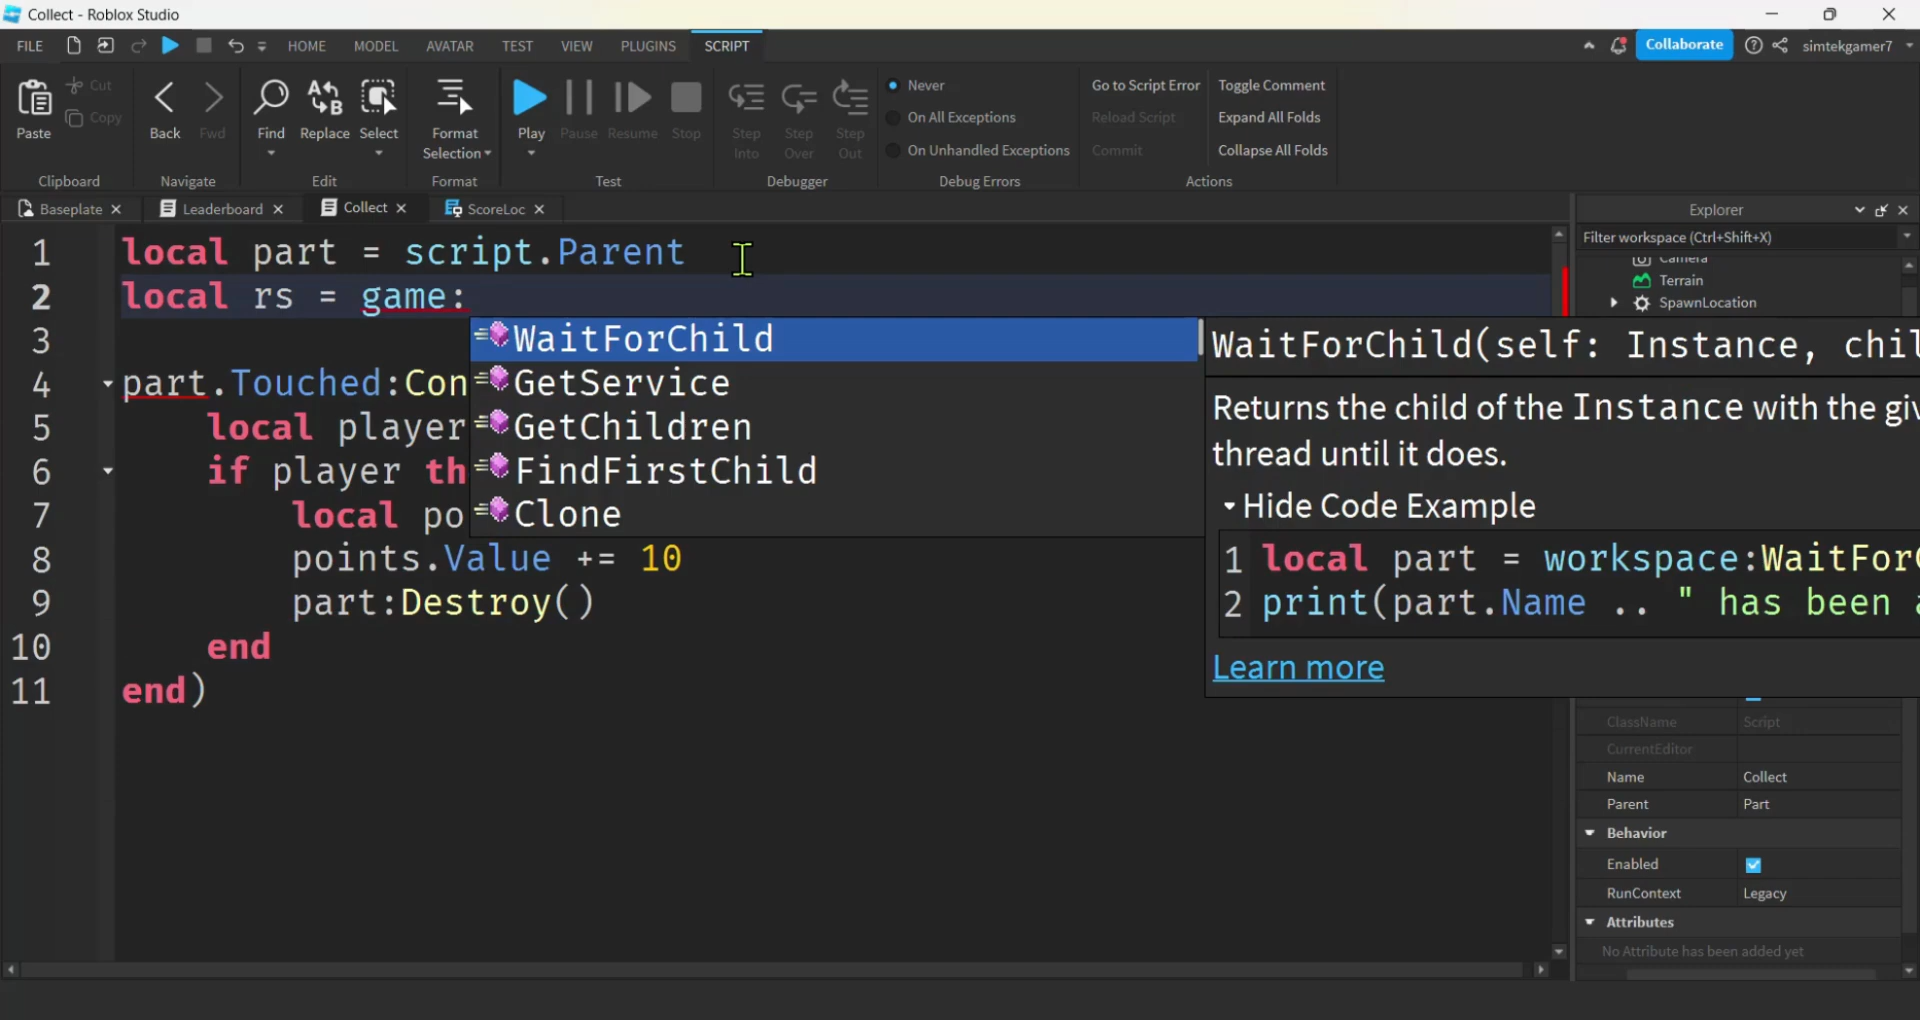 Collect - Roblox Studio
FILE HOME MODEL AVATAR TEST VIEW PLUGINS SCRIPT Collaborate simtekgamer7
Paste Cut Copy
Clipboard
Back Fwd
Navigate
Find Replace Select
Edit
Format Selection
Format
Play Pause Resume Stop
Test
Step Into Step Over Step Out
Debugger
Never
On All Exceptions
On Unhandled Exceptions
Debug Errors
Go to Script Error Toggle Comment
Reload Script Expand All Folds
Commit Collapse All Folds
Actions
Baseplate Leaderboard Collect ScoreLoc
1 local part = script.Parent
2 local rs = game:
3
4 part.Touched:Con
5 local player
6 if player th
7 local po
8 points.Value += 10
9 part:Destroy()
10 end
11 end)
WaitForChild
GetService
GetChildren
FindFirstChild
Clone
WaitForChild(self: Instance, chil
Returns the child of the Instance with the giv
thread until it does.
Hide Code Example
1 local part = workspace:WaitForC
2 print(part.Name .. " has been a
Learn more
Explorer
Filter workspace (Ctrl+Shift+X)
Camera
Terrain
SpawnLocation
ClassName Script
CurrentEditor
Name Collect
Parent Part
Behavior
Enabled
RunContext Legacy
Attributes
No Attribute has been added yet